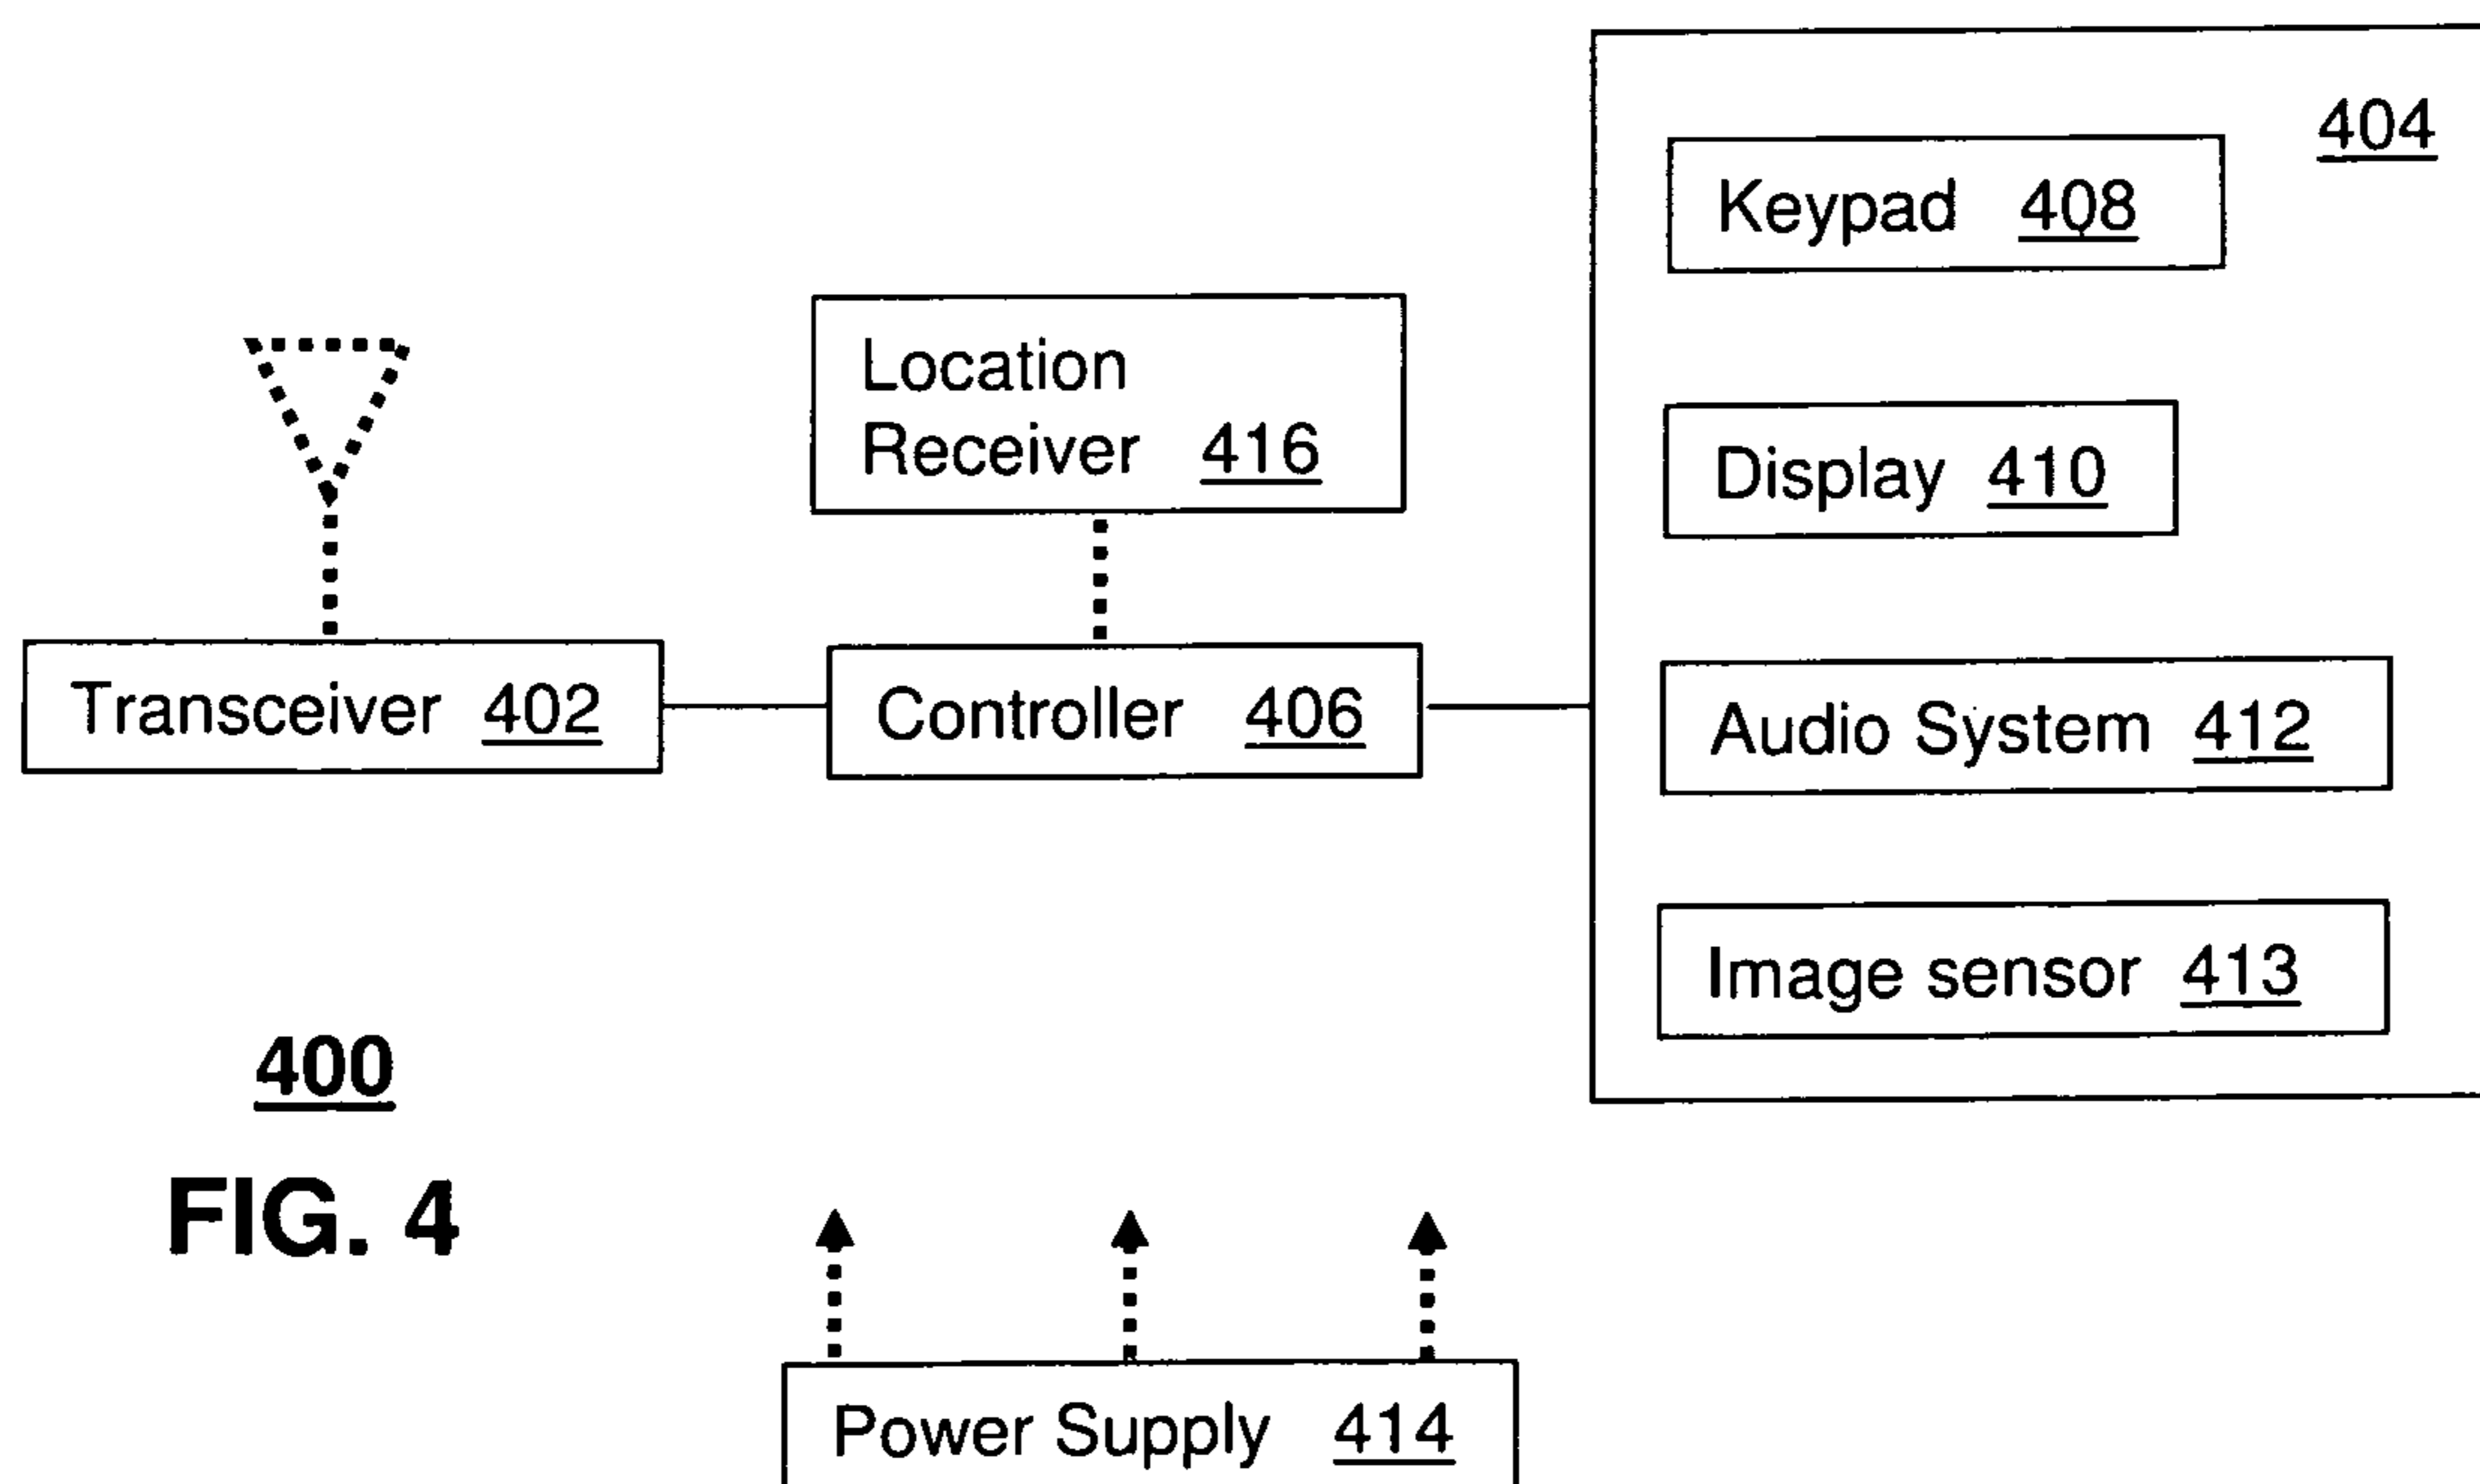 404
Keypad 408
Location
Receiver 416
Display 410
Transceiver 402
Controller 406
Audio System 412
Image sensor 413
400
FIG. 4
Power Supply 414